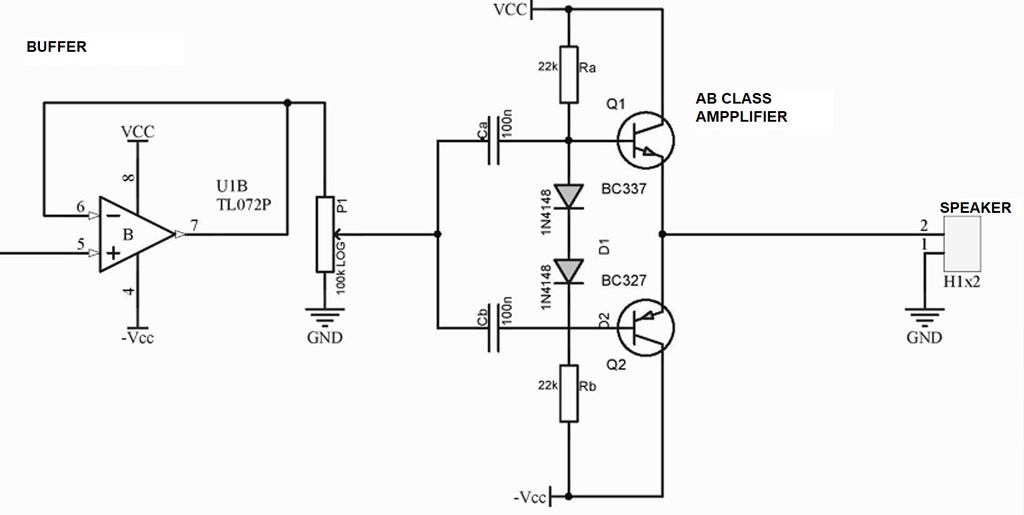 VCC
BUFFER
22k
Ra
Q1
AB CLASS
AMPPLIFIER
VCC
8
Ca
100n
U1B
TL072P
BC337
6
7
P1
1N4148
SPEAKER
B
2
5
1
D1
100k LOG
1N4148
BC327
H1x2
4
Cb
100n
D2
-Vcc
GND
GND
Q2
22k
Rb
-Vcc